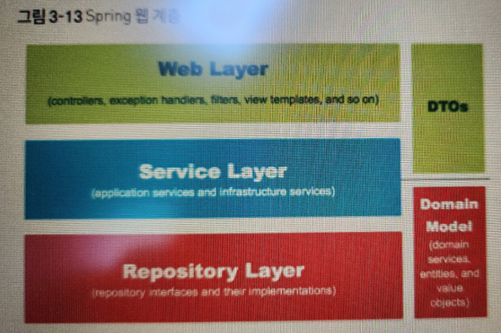 그림 3-13 Spring 웹 계층
Web Layer
(controllers, exception handlers, filters, view templates, and so on)
DTOs
Service Layer
(application services and infrastructure services)
Domain
Model
(domain
services,
entities, and
value
objects)
Repository Layer
(repository interfaces and their implementations)